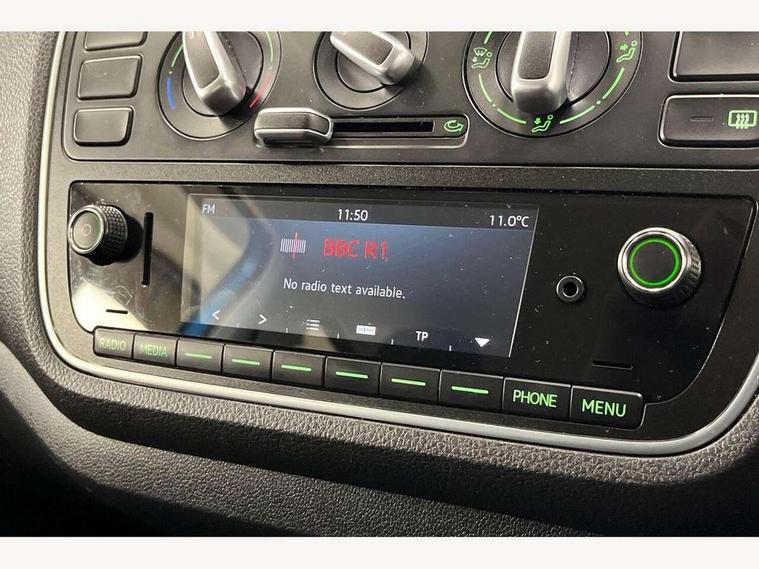 FM 11:50 11.0°C
BBC R1
No radio text available.
< > TP
RADIO MEDIA PHONE MENU